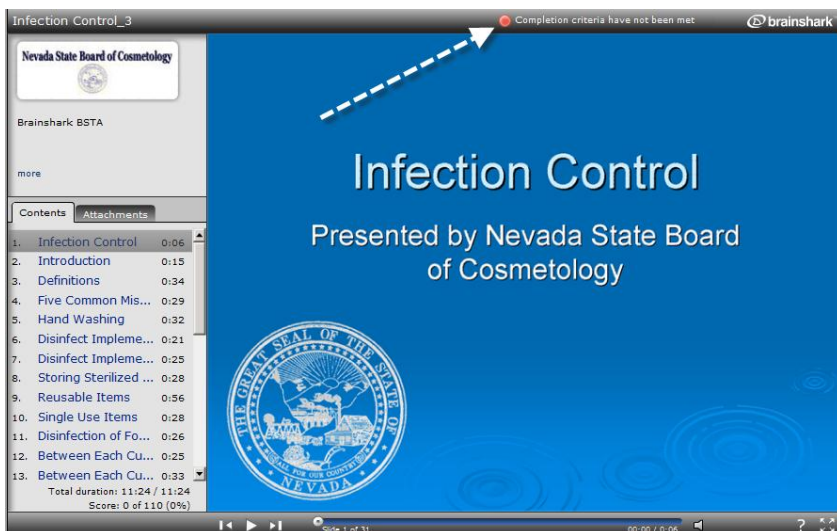 Infection Control_3
Completion criteria have not been met
brainshark
Nevada State Board of Cosmetology
Brainshark BSTA
more
Contents
Attachments
1. Infection Control 0:06
2. Introduction 0:15
3. Definitions 0:34
4. Five Common Mis... 0:29
5. Hand Washing 0:32
6. Disinfect Impleme... 0:21
7. Disinfect Impleme... 0:25
8. Storing Sterilized ... 0:28
9. Reusable Items 0:56
10. Single Use Items 0:28
11. Disinfection of Fo... 0:26
12. Between Each Cu... 0:25
13. Between Each Cu... 0:33
Total duration: 11:24 / 11:24
Score: 0 of 110 (0%)
Infection Control
Presented by Nevada State Board
of Cosmetology
THE GREAT SEAL OF THE STATE OF
NEVADA
ALL FOR OUR COUNTRY
Slide 1 of 31
00:00 / 0:06
?